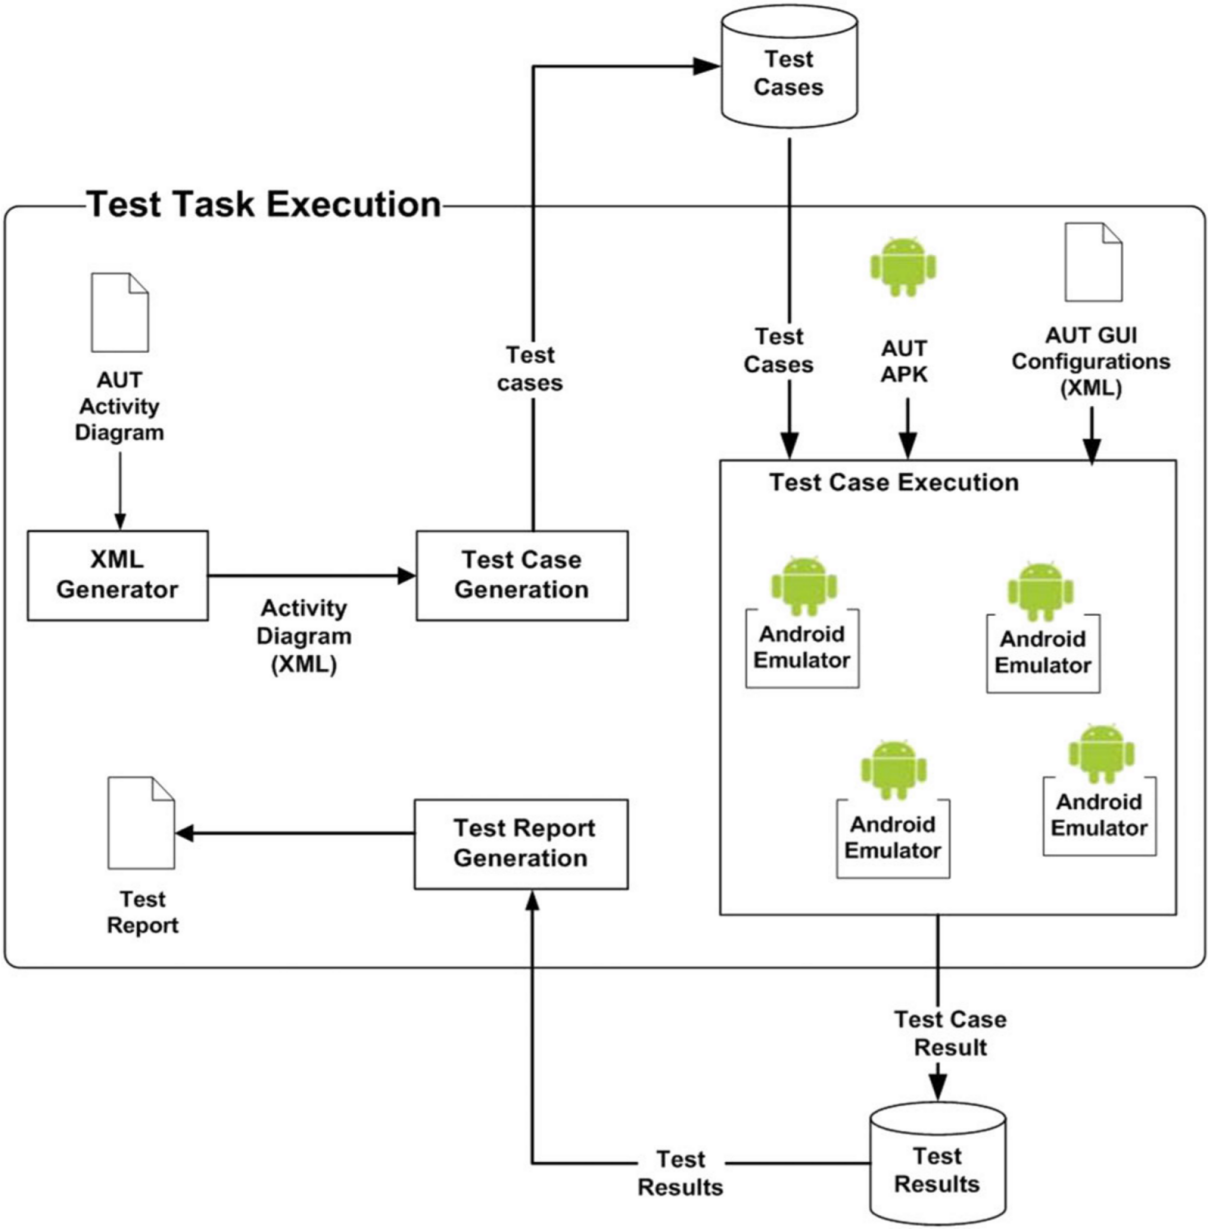 Test
Cases
Test Task Execution
AUT
Activity
Diagram
Test
cases
Test
Cases
AUT
APK
AUT GUI
Configurations
(XML)
XML
Generator
Activity
Diagram
(XML)
Test Case
Generation
Test Case Execution
Android
Emulator
Android
Emulator
Android
Emulator
Android
Emulator
Test Report
Generation
Test
Report
Test Case
Result
Test
Results
Test
Results